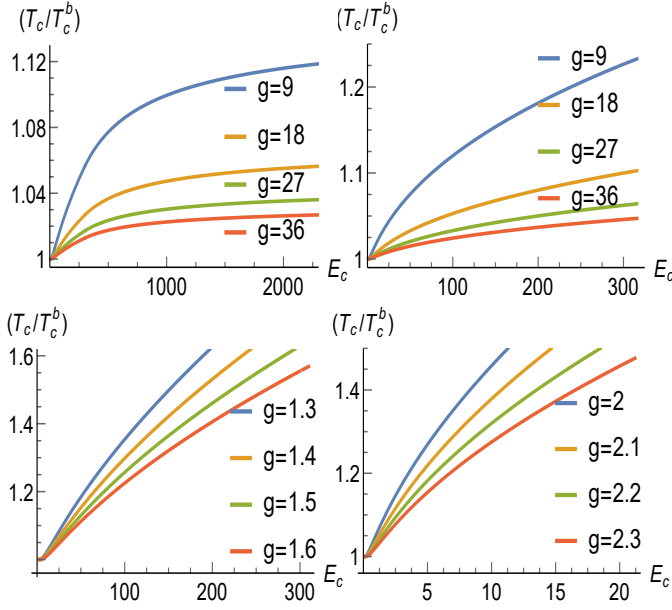 (T_c/T_c^b)
1.12
1.08
1.04
1
1000
2000
E_c
g=9
g=18
g=27
g=36
(T_c/T_c^b)
1.2
1.1
1
100
200
300
E_c
g=9
g=18
g=27
g=36
(T_c/T_c^b)
1.6
1.4
1.2
1
100
200
300
E_c
g=1.3
g=1.4
g=1.5
g=1.6
(T_c/T_c^b)
1.4
1.2
1
5
10
15
20
E_c
g=2
g=2.1
g=2.2
g=2.3